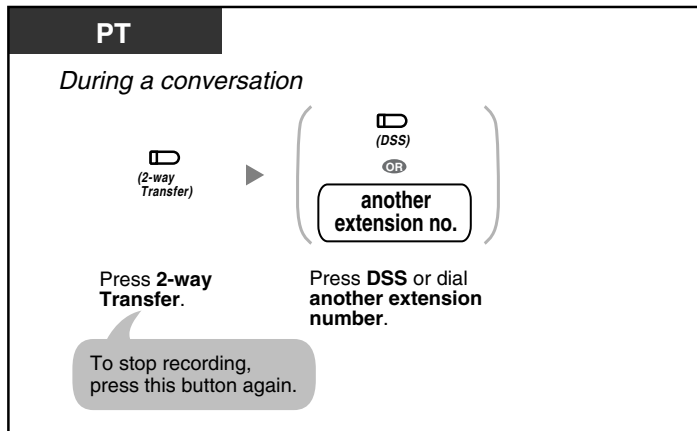 PT
During a conversation
(2-way
Transfer)
(DSS)
OR
another
extension no.
Press 2-way
Transfer.
Press DSS or dial
another extension
number.
To stop recording,
press this button again.